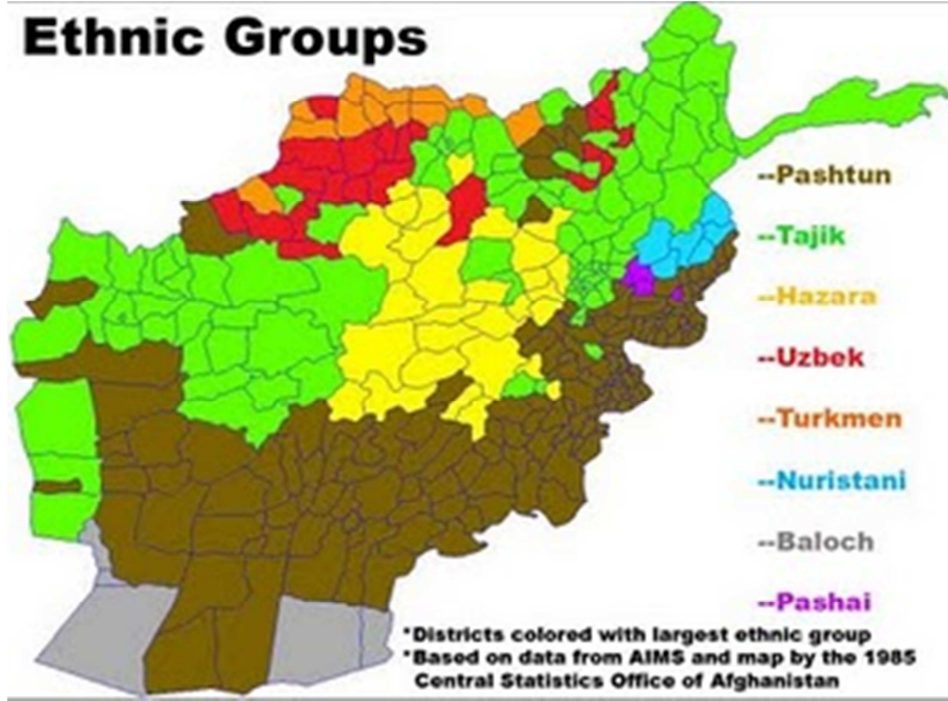 Ethnic Groups
--Pashtun
--Tajik
--Hazara
--Uzbek
--Turkmen
--Nuristani
--Baloch
--Pashai
*Districts colored with largest ethnic group
*Based on data from AIMS and map by the 1985
Central Statistics Office of Afghanistan